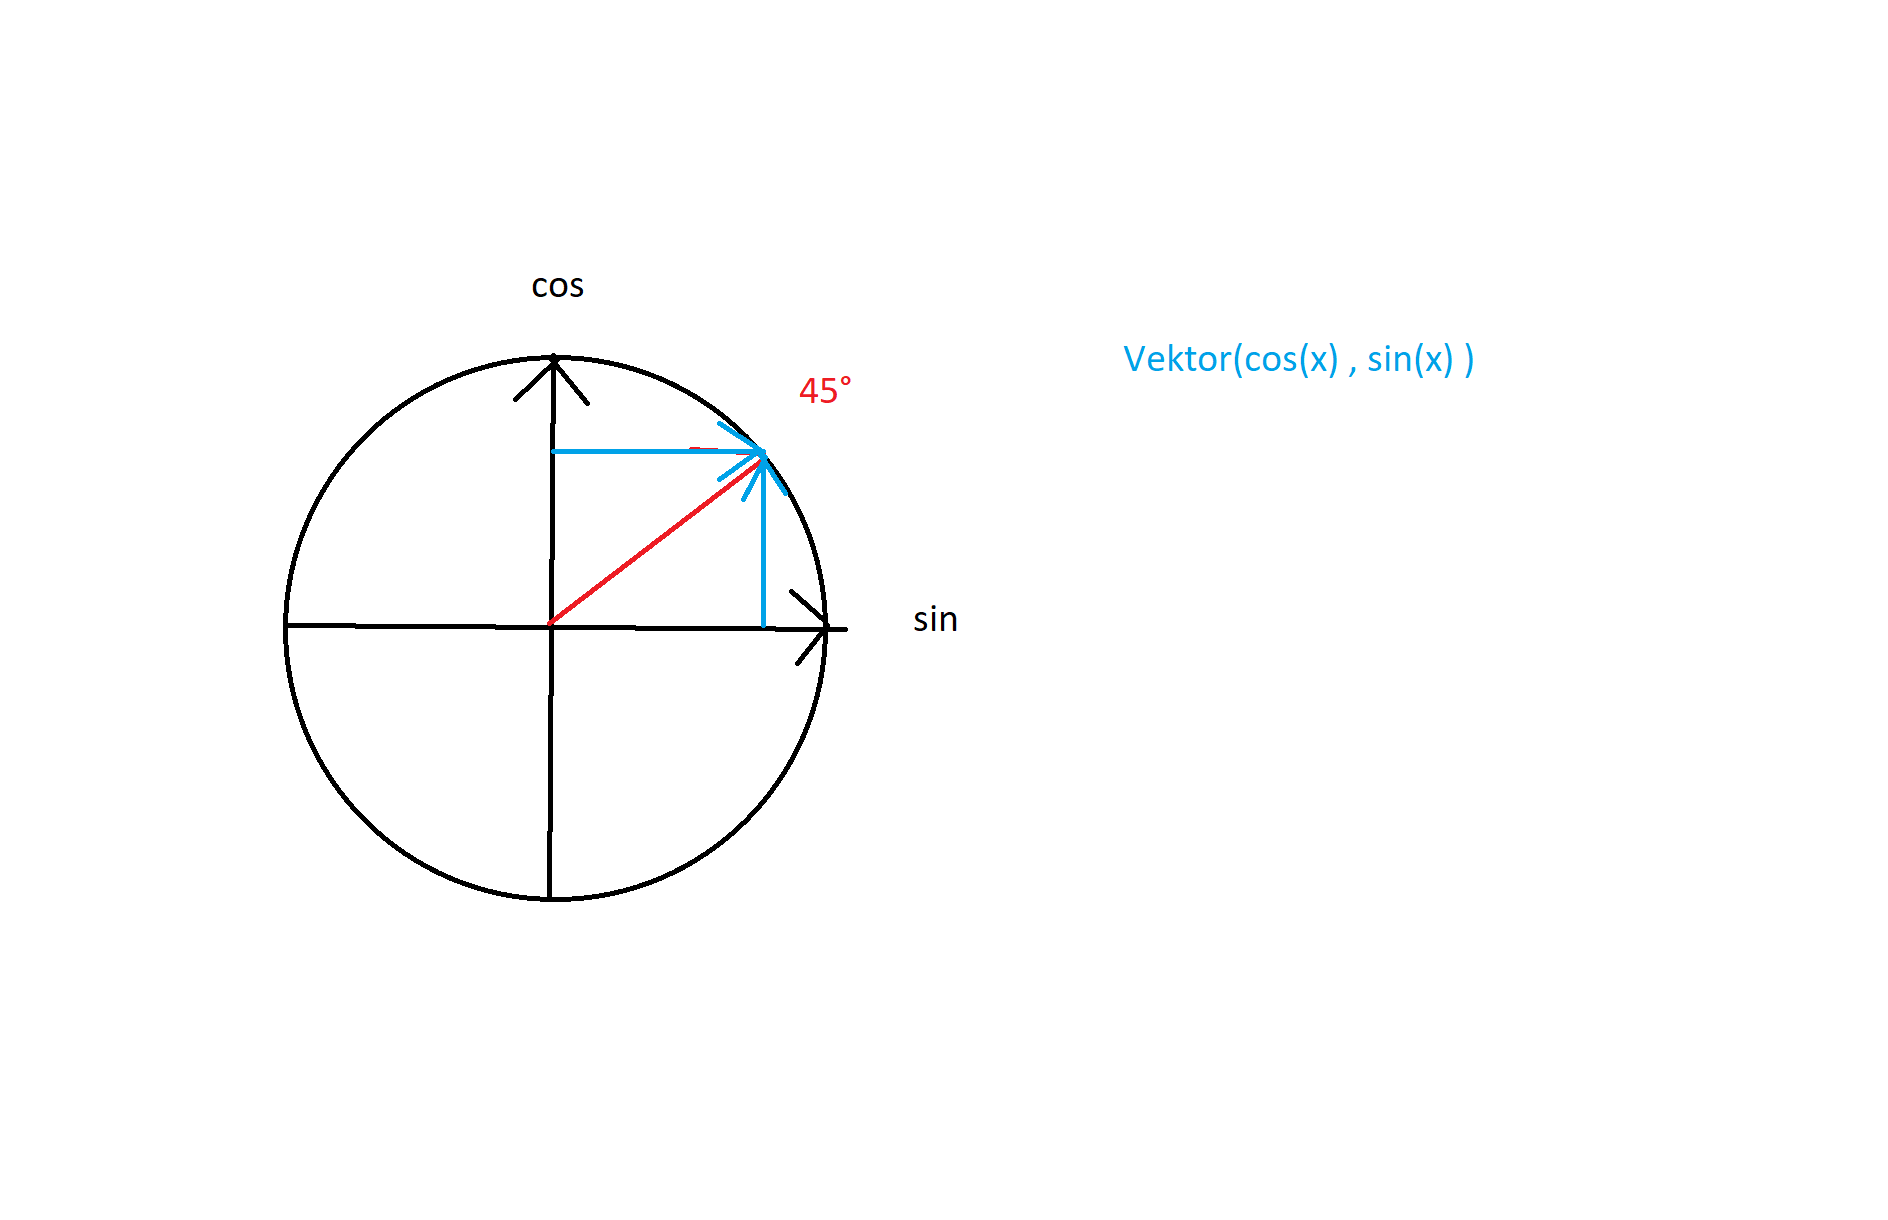 cos
Vektor(cos(x) , sin(x) )
45°
sin